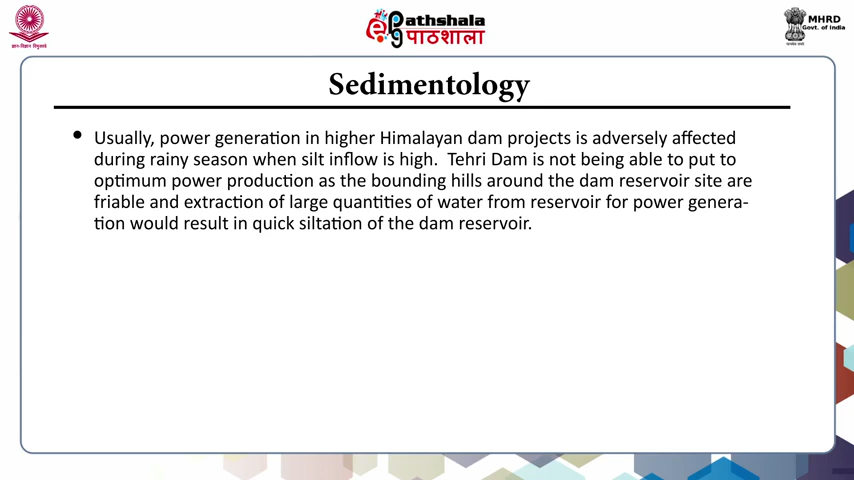 ज्ञान-विज्ञान विमुक्तये
Pathshala
पाठशाला
MHRD
Govt. of India
Sedimentology
• Usually, power generation in higher Himalayan dam projects is adversely affected
during rainy season when silt inflow is high.  Tehri Dam is not being able to put to
optimum power production as the bounding hills around the dam reservoir site are
friable and extraction of large quantities of water from reservoir for power genera-
tion would result in quick siltation of the dam reservoir.